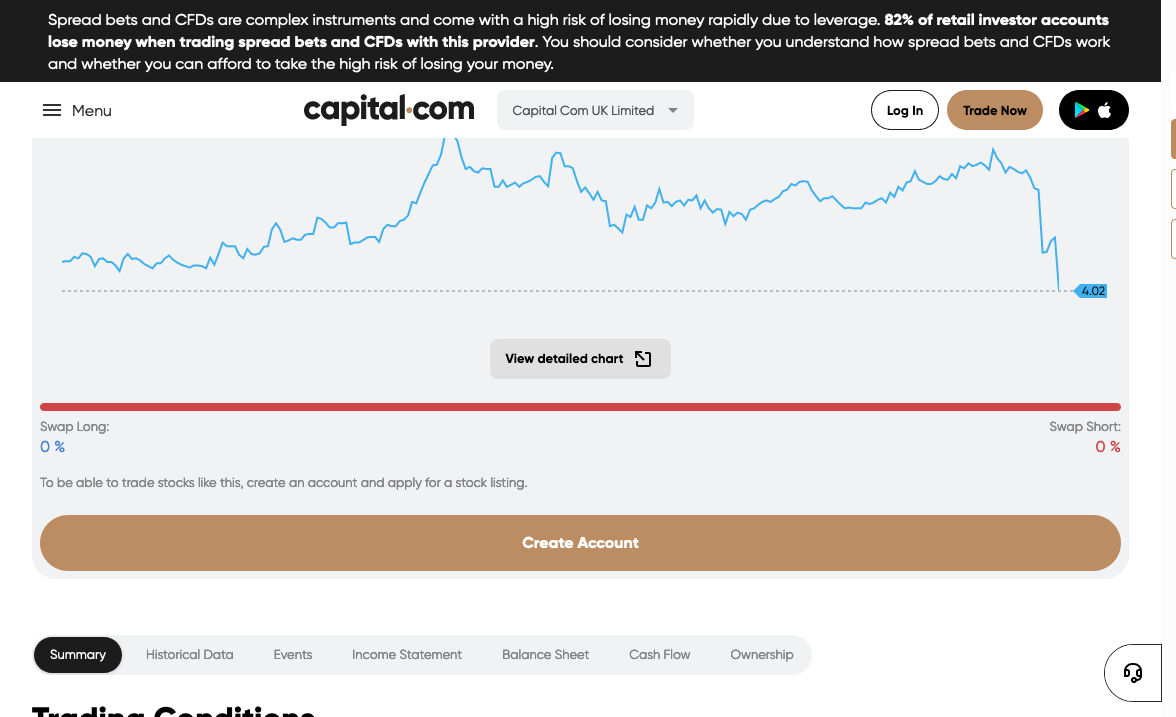 Spread bets and CFDs are complex instruments and come with a high risk of losing money rapidly due to leverage. 82% of retail investor accounts
lose money when trading spread bets and CFDs with this provider. You should consider whether you understand how spread bets and CFDs work
and whether you can afford to take the high risk of losing your money.
Menu
capital.com
Capital Com UK Limited
Log In
Trade Now
4.02
View detailed chart
Swap Long:
Swap Short:
0 %
0 %
To be able to trade stocks like this, create an account and apply for a stock listing.
Create Account
Summary
Historical Data
Events
Income Statement
Balance Sheet
Cash Flow
Ownership
Trading Conditions